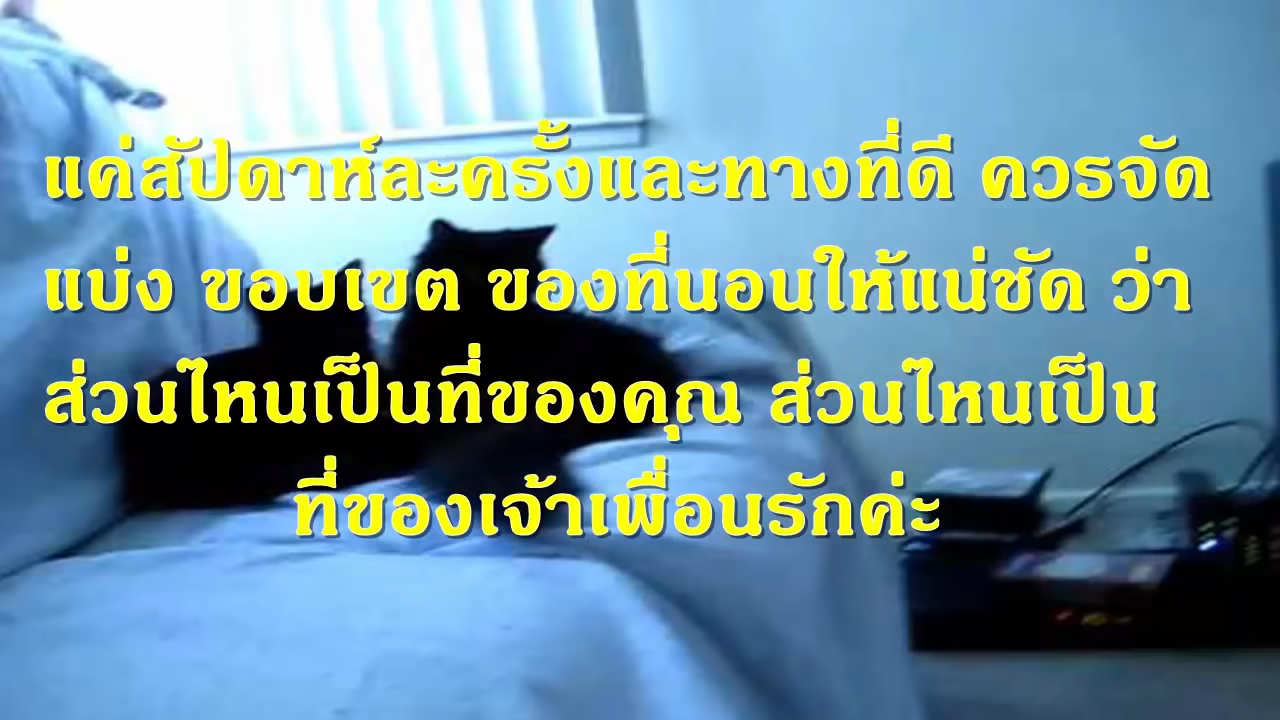 แค่สัปดาห์ละครั้งและทางที่ดี ควรจัด
แบ่ง ขอบเขต ของที่นอนให้แน่ชัด ว่า
ส่วนไหนเป็นที่ของคุณ ส่วนไหนเป็น
ที่ของเจ้าเพื่อนรักค่ะ